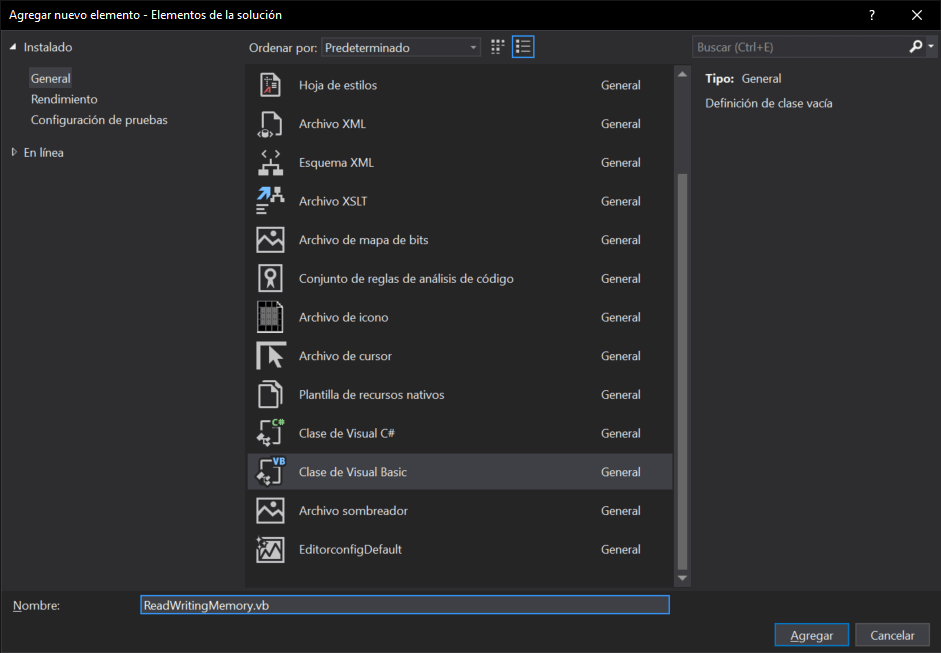 Agregar nuevo elemento - Elementos de la solución ?
Instalado
General
Rendimiento
Configuración de pruebas
En línea
Ordenar por: Predeterminado
Hoja de estilos General
Archivo XML General
Esquema XML General
Archivo XSLT General
Archivo de mapa de bits General
Conjunto de reglas de análisis de código General
Archivo de icono General
Archivo de cursor General
Plantilla de recursos nativos General
C# Clase de Visual C# General
VB Clase de Visual Basic General
Archivo sombreador General
EditorconfigDefault General
Buscar (Ctrl+E)
Tipo: General
Definición de clase vacía
Nombre: ReadWritingMemory.vb
Agregar Cancelar